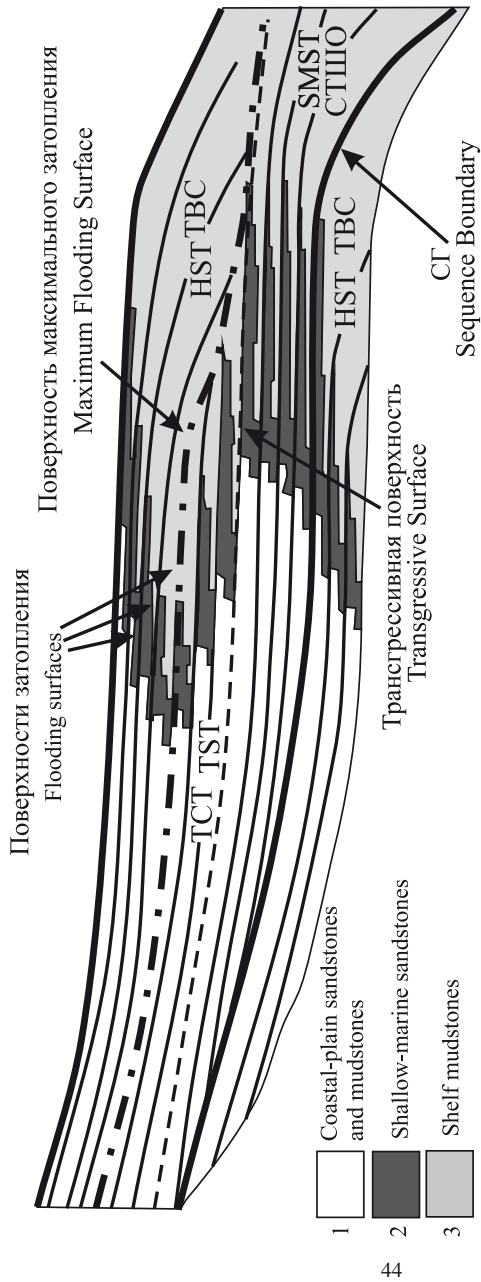 Поверхности затопления
Flooding surfaces
Поверхность максимального затопления
Maximum Flooding Surface
HST ТВС
ТСТ TST
SMST
СТШО
HST ТВС
Трансгрессивная поверхность
Transgressive Surface
СГ
Sequence Boundary
1
Coastal-plain sandstones
and mudstones
2
Shallow-marine sandstones
3
Shelf mudstones
44